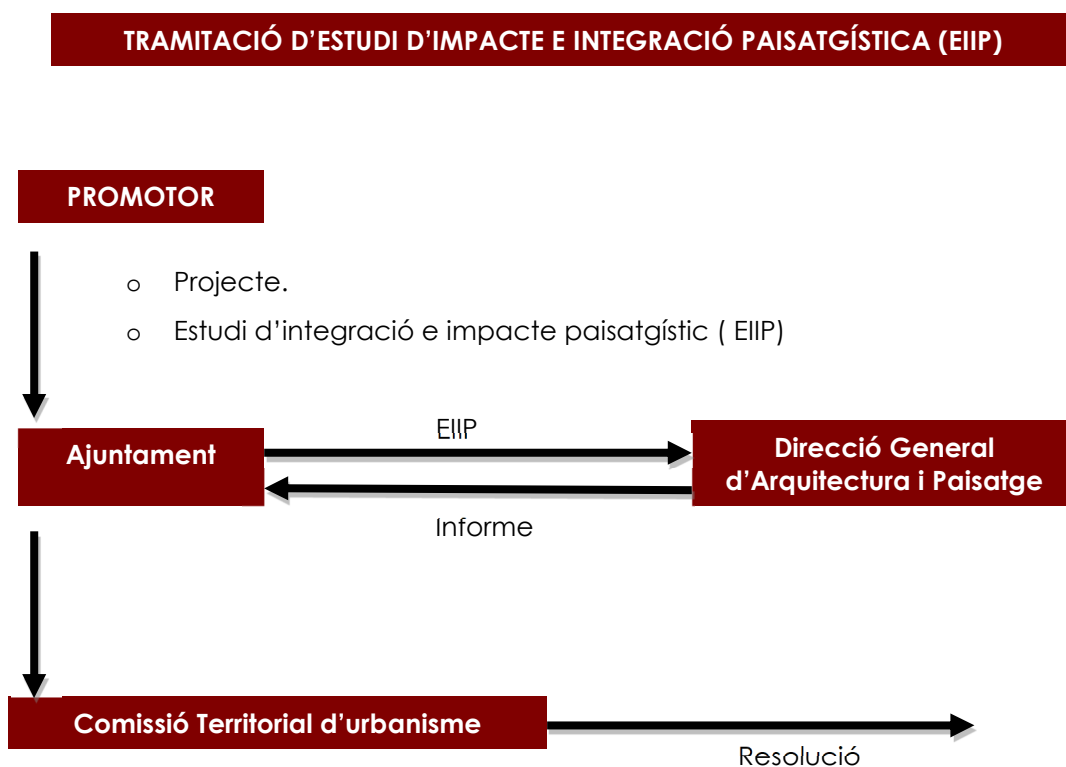 TRAMITACIÓ D'ESTUDI D'IMPACTE E INTEGRACIÓ PAISATGÍSTICA (EIIP)
PROMOTOR
o Projecte.
o Estudi d'integració e impacte paisatgístic ( EIIP)
Ajuntament
EIIP
Direcció General
d'Arquitectura i Paisatge
Informe
Comissió Territorial d'urbanisme
Resolució